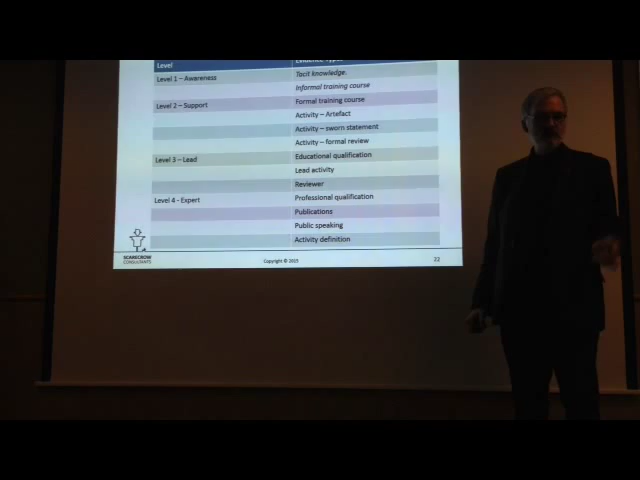 Level Evidence Type
Level 1 – Awareness Tacit knowledge.
Informal training course
Level 2 – Support Formal training course
Activity – Artefact
Activity – sworn statement
Activity – formal review
Level 3 – Lead Educational qualification
Lead activity
Reviewer
Level 4 - Expert Professional qualification
Publications
Public speaking
Activity definition
SCARECROW
CONSULTANTS
Copyright © 2015
22